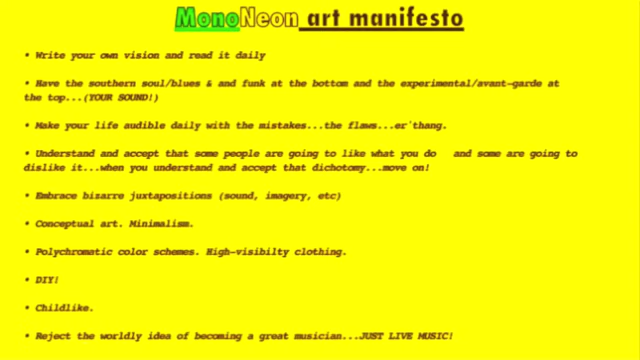 MonoNeon art manifesto
• Write your own vision and read it daily
• Have the southern soul/blues & and funk at the bottom and the experimental/avant-garde at
the top...(YOUR SOUND!)
• Make your life audible daily with the mistakes...the flaws...er'thang.
• Understand and accept that some people are going to like what you do and some are going to
dislike it...when you understand and accept that dichotomy...move on!
• Embrace bizarre juxtapositions (sound, imagery, etc)
• Conceptual art. Minimalism.
• Polychromatic color schemes. High-visibilty clothing.
• DIY!
• Childlike.
• Reject the worldly idea of becoming a great musician...JUST LIVE MUSIC!